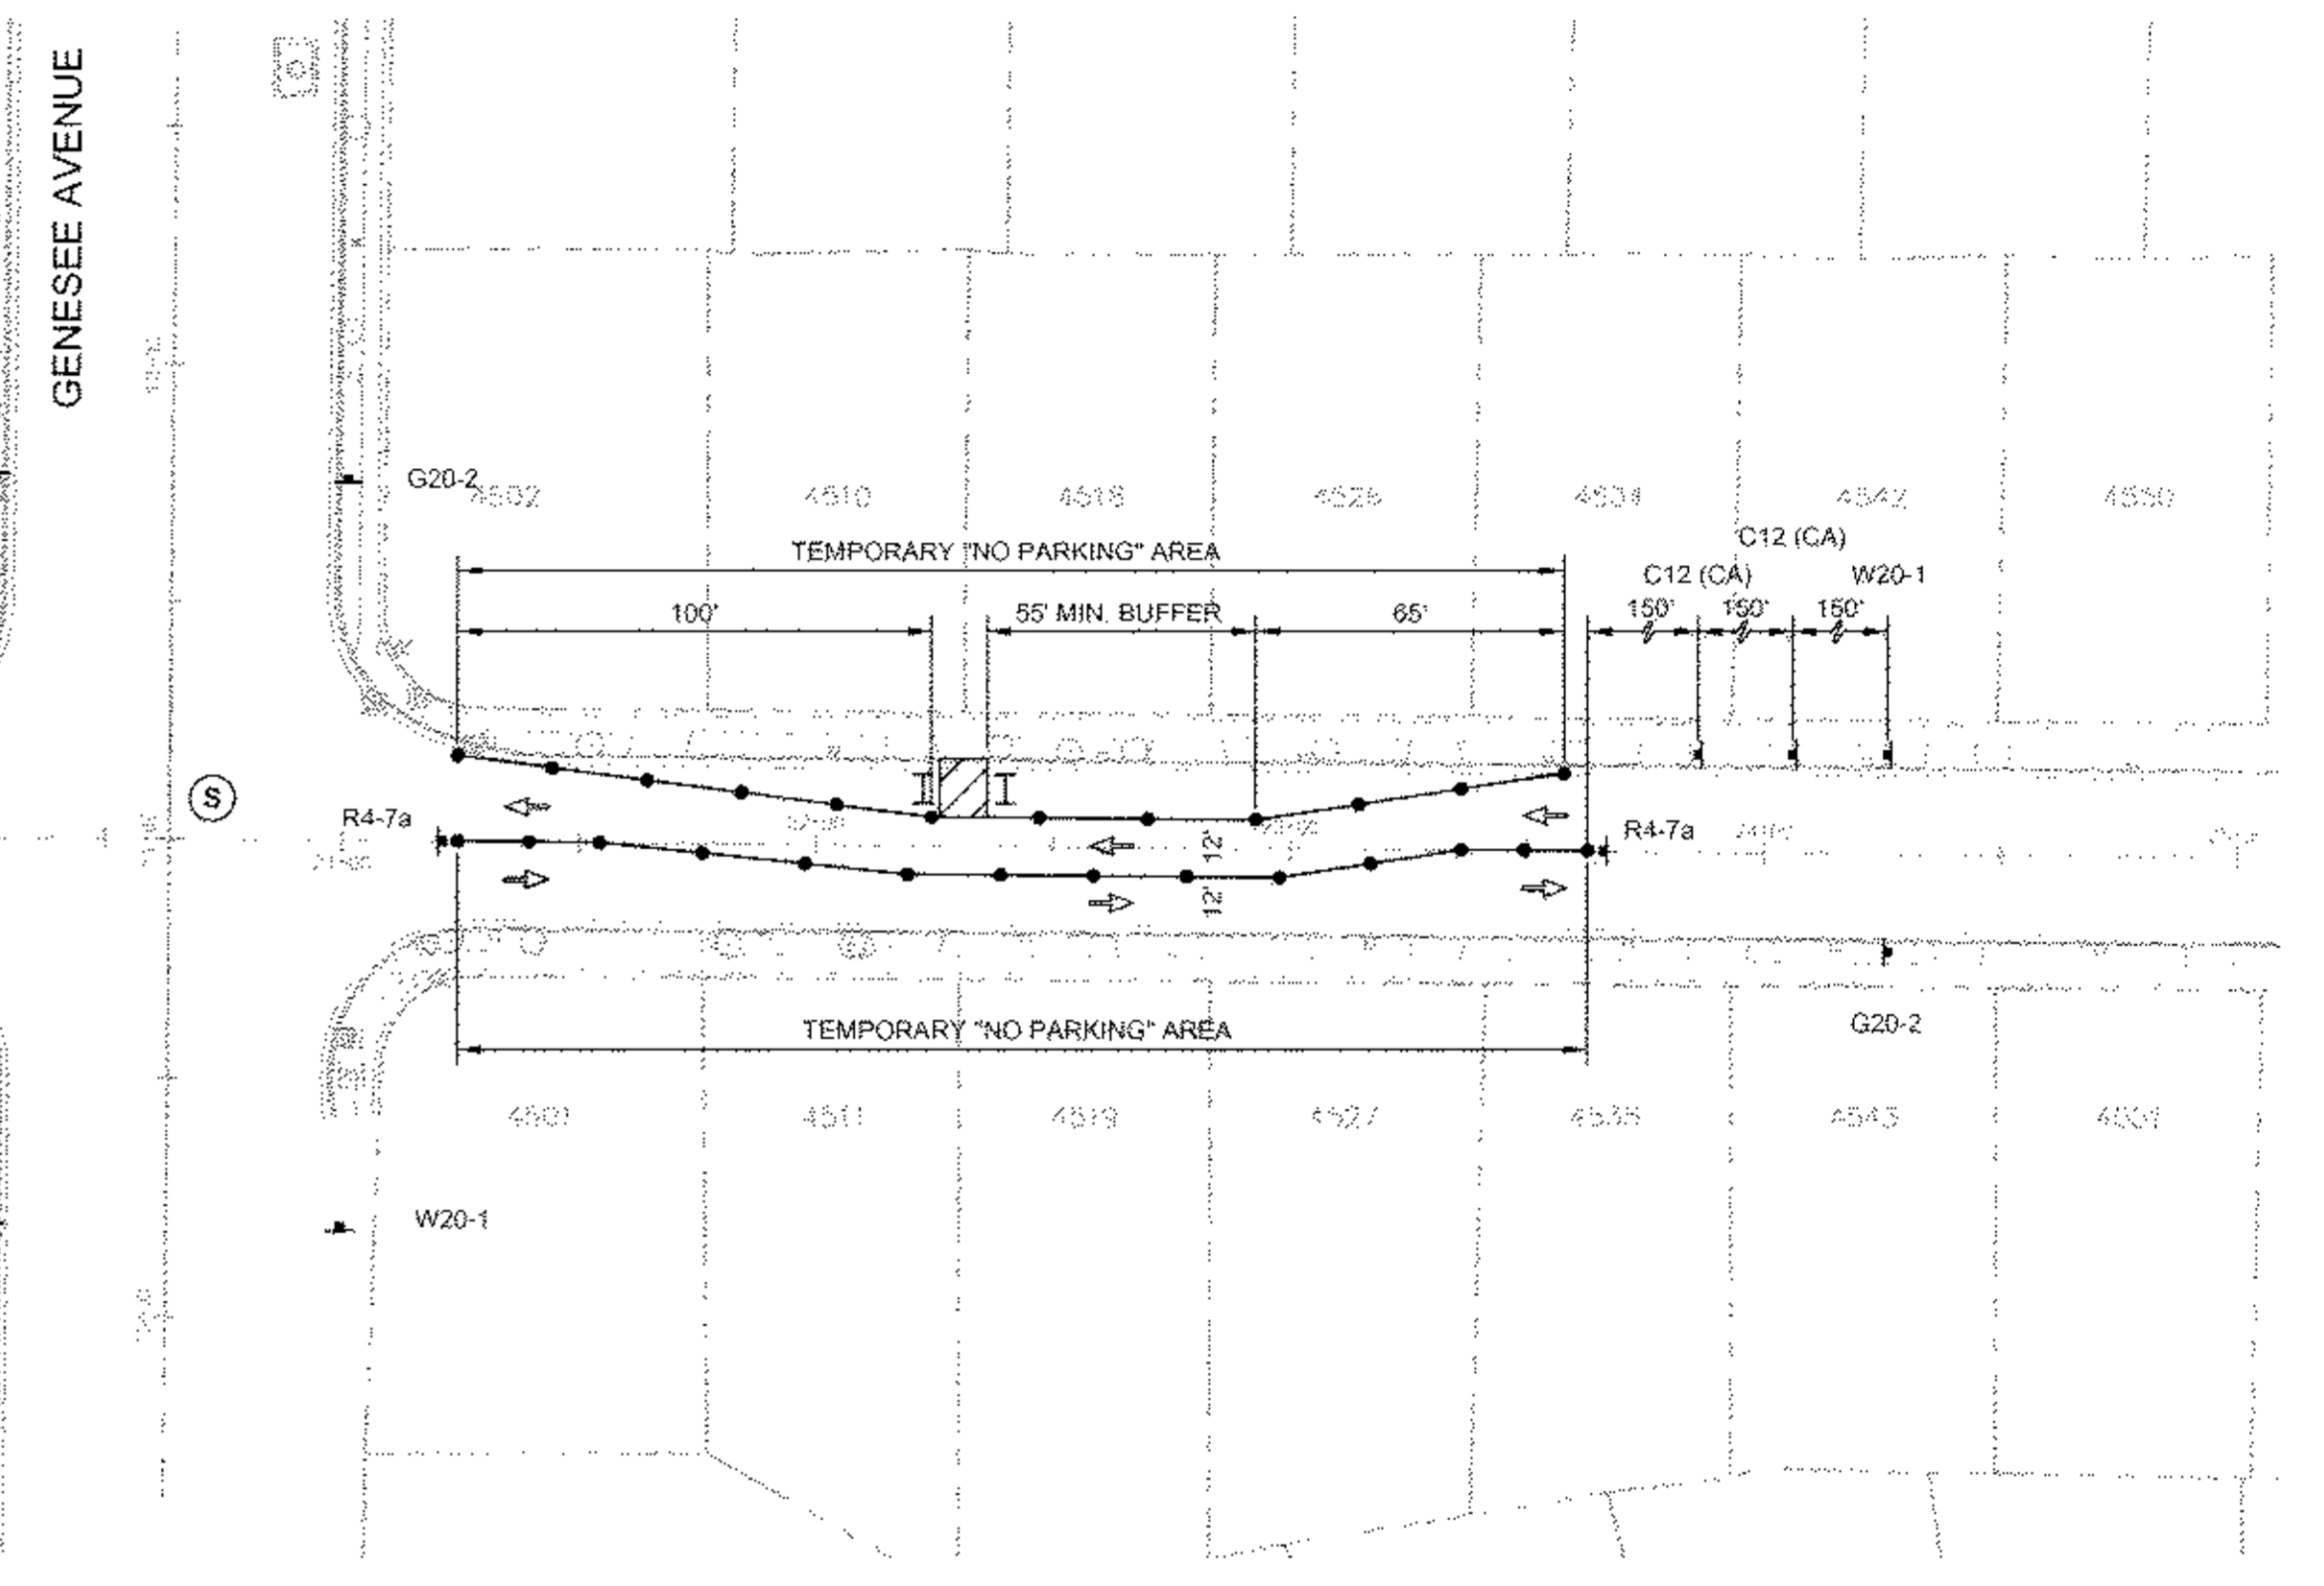 GENESEE AVENUE
G20-2
4502
4510
4518
4526
4542
4550
C12 (CA)
TEMPORARY "NO PARKING" AREA
C12 (CA)
W20-1
100'
55' MIN. BUFFER
65'
150'
150'
150'
S
R4-7a
12'
R4-7a
12'
TEMPORARY "NO PARKING" AREA
G20-2
4501
4511
4519
4527
4535
4543
W20-1